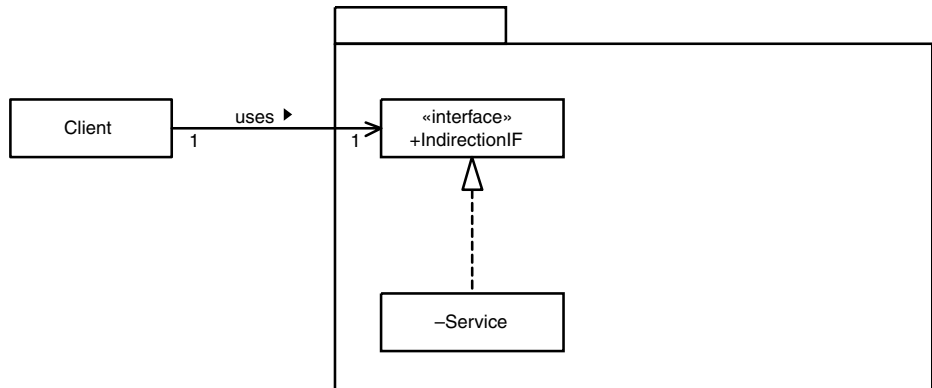 Client
uses
1
1
«interface»
+IndirectionIF
–Service